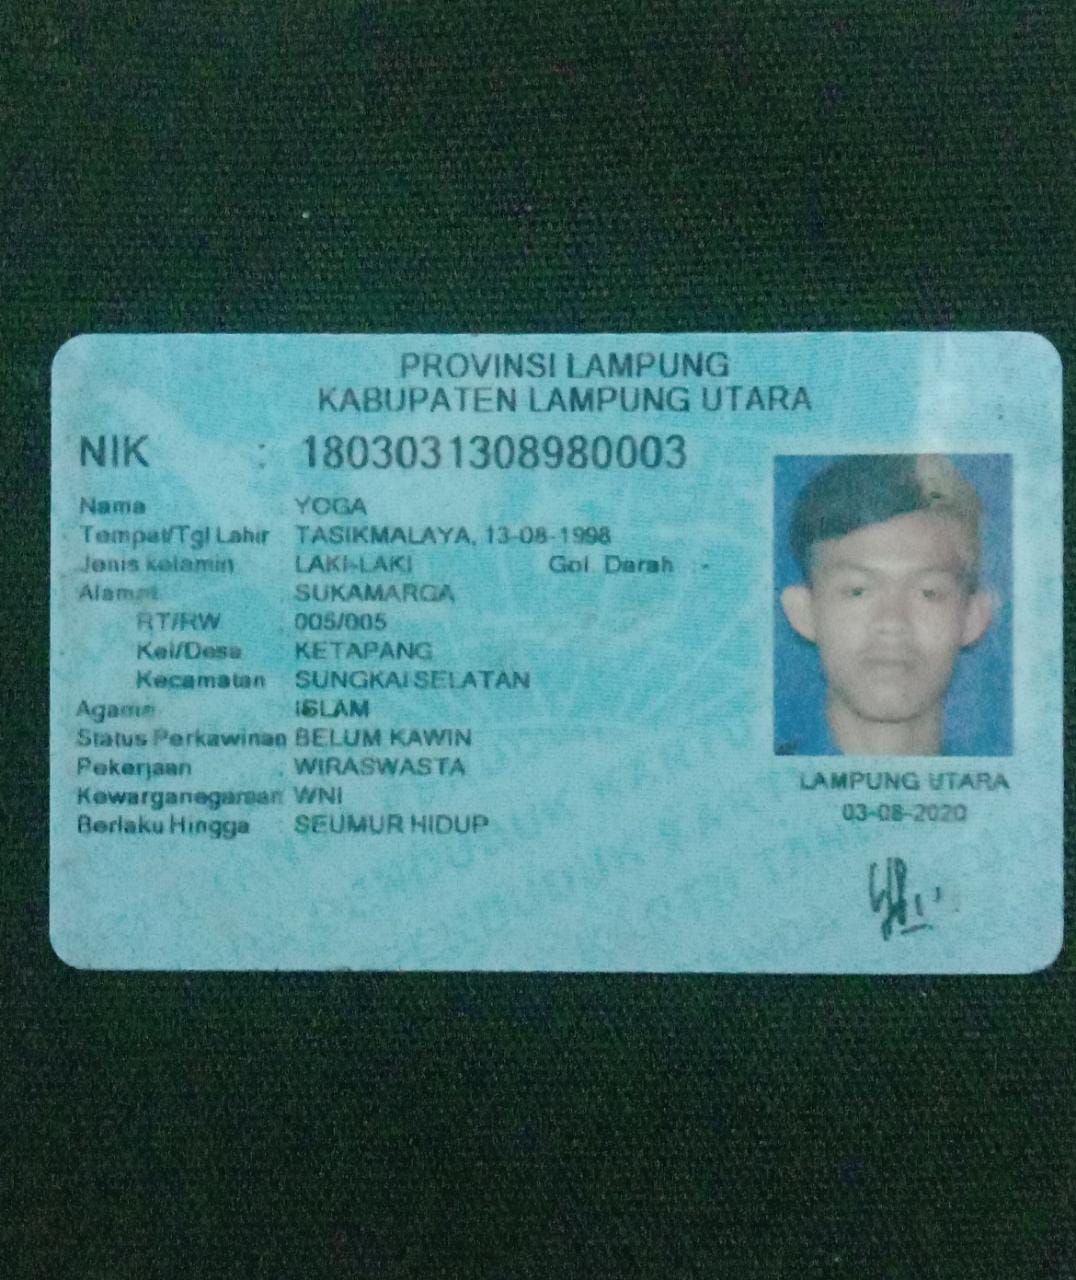 PROVINSI LAMPUNG
KABUPATEN LAMPUNG UTARA
NIK : 1803031308980003
Nama : YOGA
Tempat/Tgl Lahir : TASIKMALAYA, 13-08-1998
Jenis kelamin : LAKI-LAKI Gol. Darah : -
Alamat : SUKAMARGA
RT/RW : 005/005
Kel/Desa : KETAPANG
Kecamatan : SUNGKAI SELATAN
Agama : ISLAM
Status Perkawinan: BELUM KAWIN
Pekerjaan : WIRASWASTA
Kewarganegaraan: WNI
Berlaku Hingga : SEUMUR HIDUP
LAMPUNG UTARA
03-08-2020